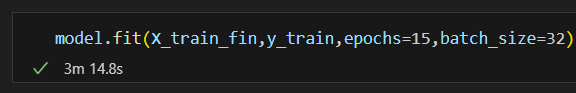 model.fit(X_train_fin,y_train,epochs=15,batch_size=32)
3m 14.8s